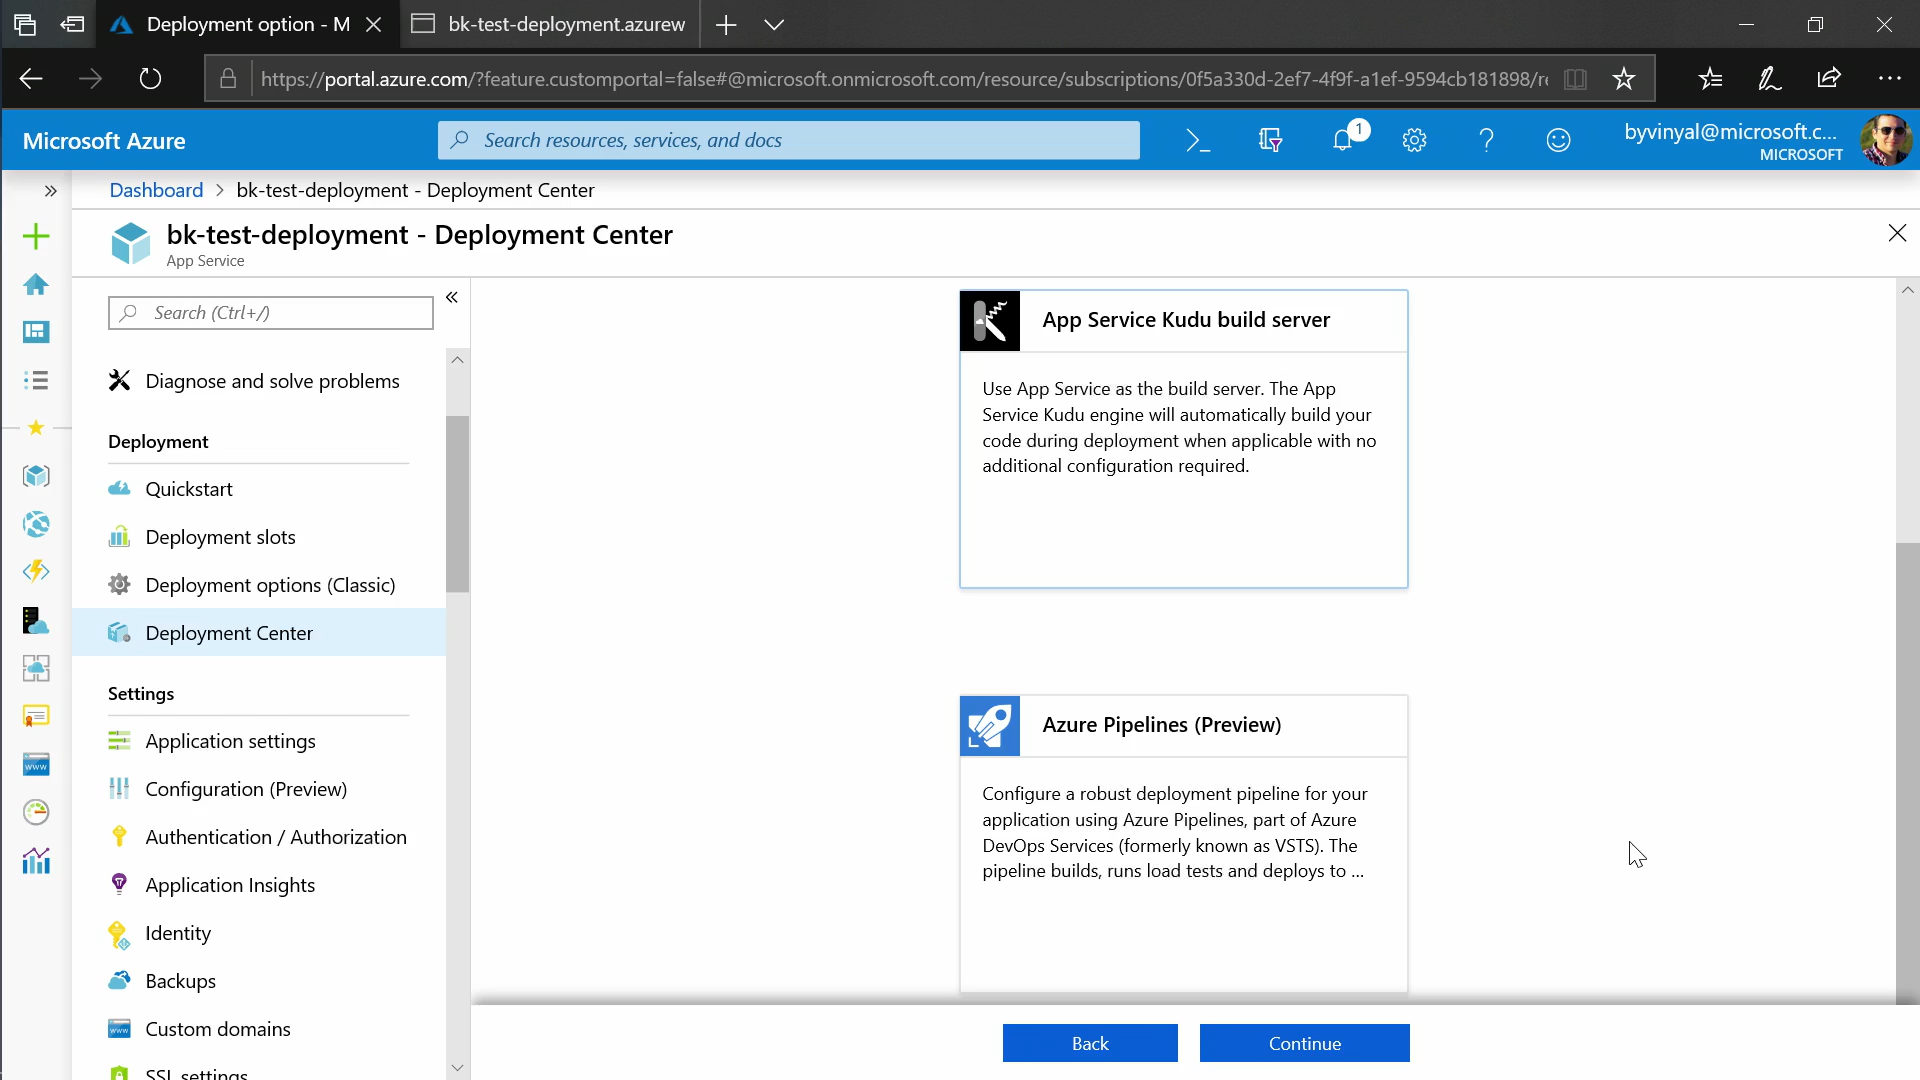 Deployment option - M
bk-test-deployment.azurew
https://portal.azure.com/?feature.customportal=false#@microsoft.onmicrosoft.com/resource/subscriptions/0f5a330d-2ef7-4f9f-a1ef-9594cb181898/re
Microsoft Azure
Search resources, services, and docs
1
byvinyal@microsoft.c...
MICROSOFT
Dashboard > bk-test-deployment - Deployment Center
bk-test-deployment - Deployment Center
App Service
Search (Ctrl+/)
Diagnose and solve problems
Deployment
Quickstart
Deployment slots
Deployment options (Classic)
Deployment Center
Settings
Application settings
Configuration (Preview)
Authentication / Authorization
Application Insights
Identity
Backups
Custom domains
SSL settings
App Service Kudu build server
Use App Service as the build server. The App
Service Kudu engine will automatically build your
code during deployment when applicable with no
additional configuration required.
Azure Pipelines (Preview)
Configure a robust deployment pipeline for your
application using Azure Pipelines, part of Azure
DevOps Services (formerly known as VSTS). The
pipeline builds, runs load tests and deploys to ...
Back
Continue